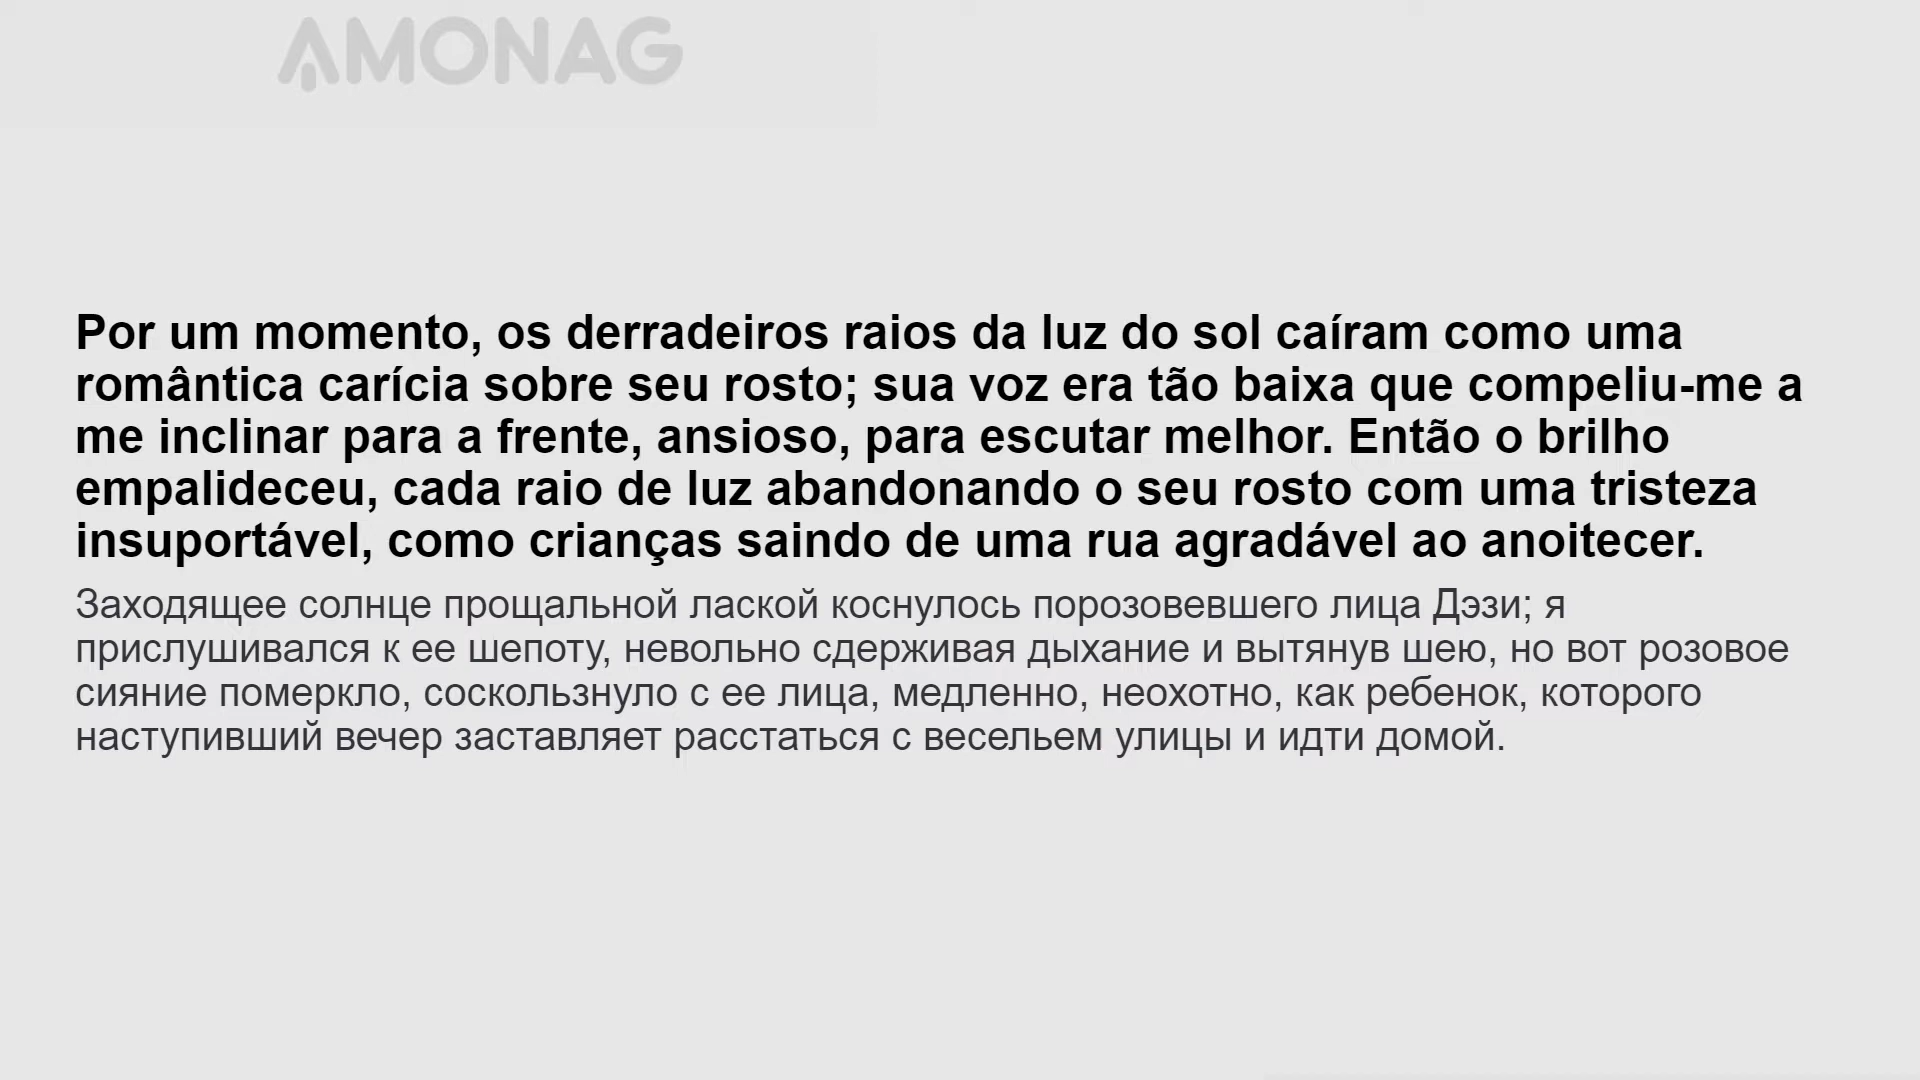 AMONAG
Por um momento, os derradeiros raios da luz do sol caíram como uma
romântica carícia sobre seu rosto; sua voz era tão baixa que compeliu-me a
me inclinar para a frente, ansioso, para escutar melhor. Então o brilho
empalideceu, cada raio de luz abandonando o seu rosto com uma tristeza
insuportável, como crianças saindo de uma rua agradável ao anoitecer.
Заходящее солнце прощальной лаской коснулось порозовевшего лица Дэзи; я
прислушивался к ее шепоту, невольно сдерживая дыхание и вытянув шею, но вот розовое
сияние померкло, соскользнуло с ее лица, медленно, неохотно, как ребенок, которого
наступивший вечер заставляет расстаться с весельем улицы и идти домой.